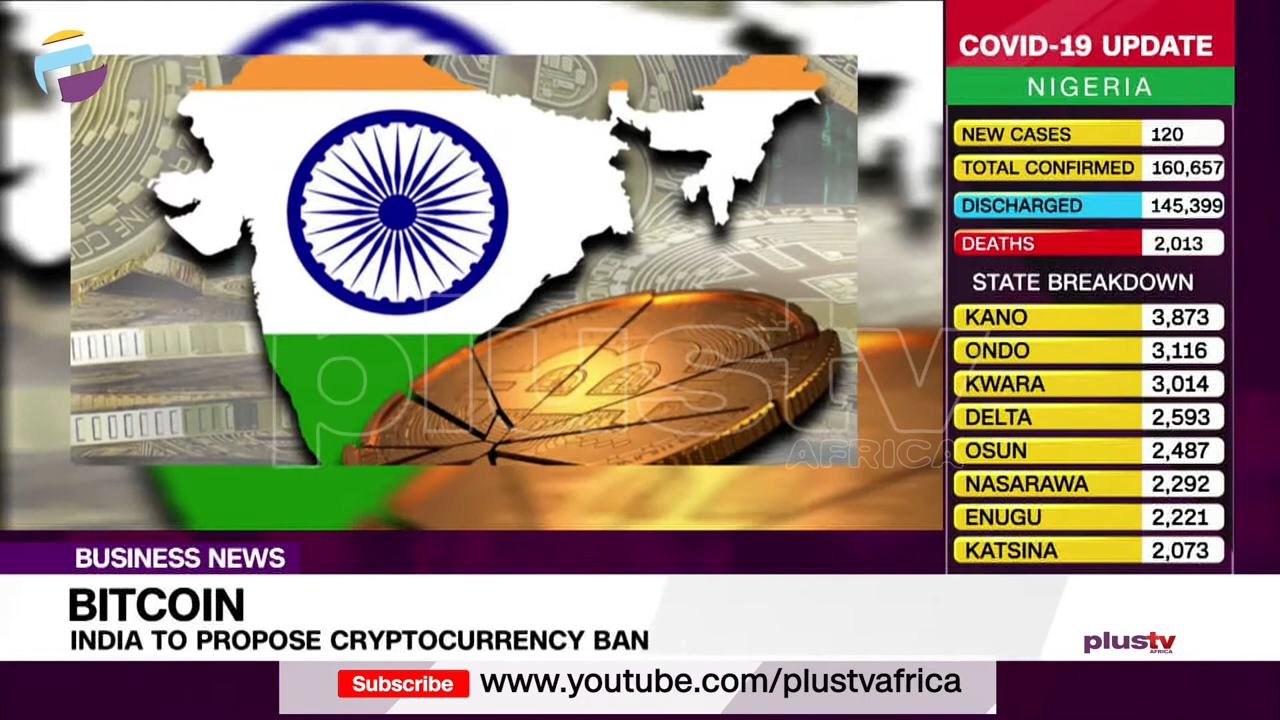 COVID-19 UPDATE
NIGERIA
NEW CASES 120
TOTAL CONFIRMED 160,657
DISCHARGED 145,399
DEATHS 2,013
STATE BREAKDOWN
KANO 3,873
ONDO 3,116
KWARA 3,014
DELTA 2,593
OSUN 2,487
NASARAWA 2,292
ENUGU 2,221
KATSINA 2,073
plustv
AFRICA
BUSINESS NEWS
BITCOIN
INDIA TO PROPOSE CRYPTOCURRENCY BAN
plustv
AFRICA
Subscribe www.youtube.com/plustvafrica